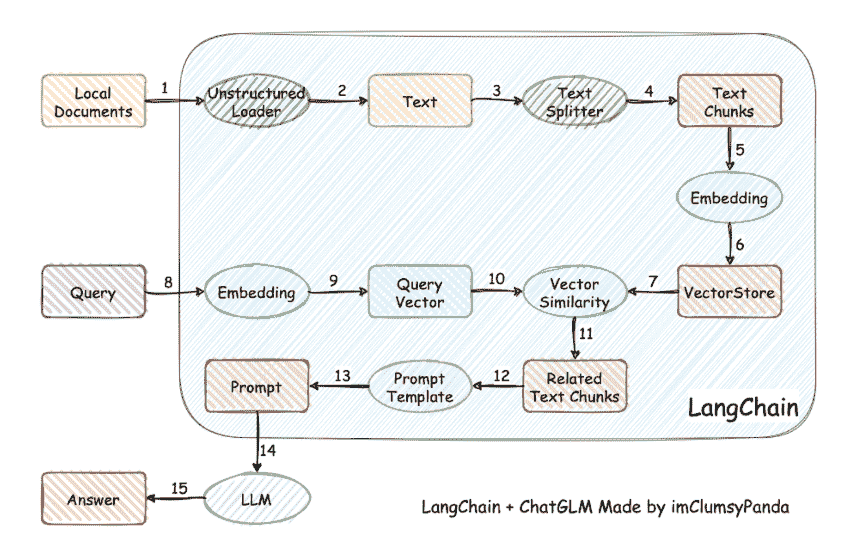 1
2
3
4
Local
Documents
Unstructured
Loader
Text
Text
Splitter
Text
Chunks
5
Embedding
6
8
9
10
7
Query
Embedding
Query
Vector
Vector
Similarity
VectorStore
11
13
12
Prompt
Prompt
Template
Related
Text Chunks
LangChain
14
15
Answer
LLM
LangChain + ChatGLM Made by imClumsyPanda